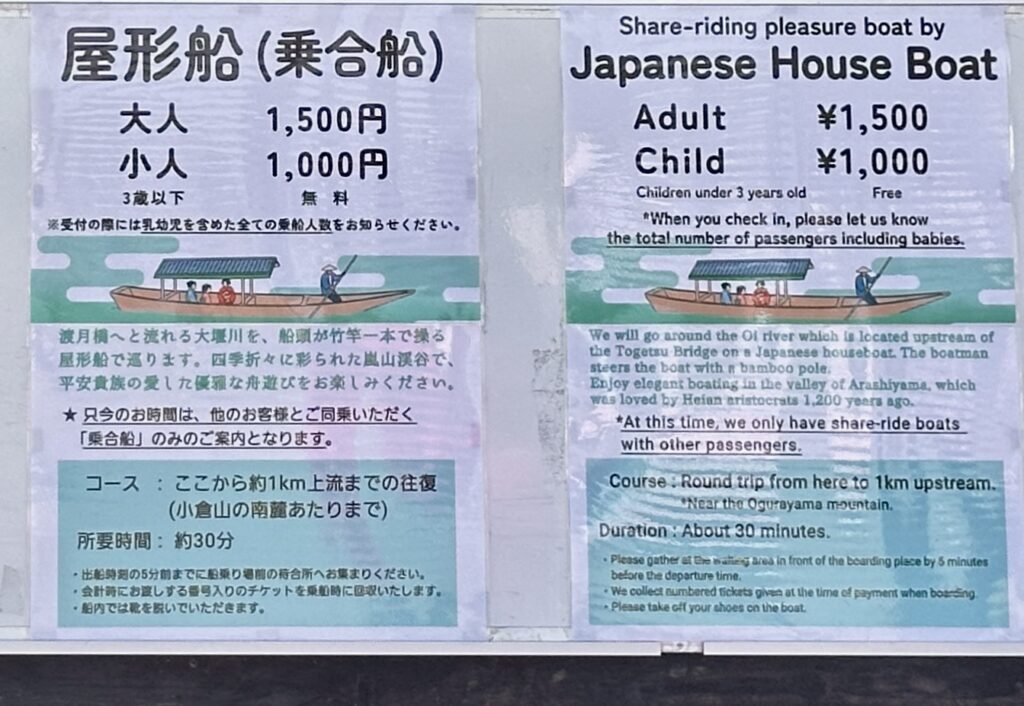 屋形船(乗合船)
大人 1,500円
小人 1,000円
3歳以下 無料
※受付の際には乳幼児を含めた全ての乗船人数をお知らせください。
渡月橋へと流れる大堰川を、船頭が竹竿一本で操る
屋形船で巡ります。四季折々に彩られた嵐山渓谷で、
平安貴族の愛した優雅な舟遊びをお楽しみください。
★只今のお時間は、他のお客様とご同乗いただく
「乗合船」のみのご案内となります。
コース : ここから約1km上流までの往復
(小倉山の南麓あたりまで)
所要時間 : 約30分
・出船時刻の5分前までに船乗り場前の待合所へお集まりください。
・会計時にお渡しする番号入りのチケットを乗船時に回収いたします。
・船内では靴を脱いでいただきます。
Share-riding pleasure boat by
Japanese House Boat
Adult ¥1,500
Child ¥1,000
Children under 3 years old Free
*When you check in, please let us know
the total number of passengers including babies.
We will go around the Oi river which is located upstream of
the Togetsu Bridge on a Japanese houseboat. The boatman
steers the boat with a bamboo pole.
Enjoy elegant boating in the valley of Arashiyama, which
was loved by Heian aristocrats 1,200 years ago.
*At this time, we only have share-ride boats
with other passengers.
Course : Round trip from here to 1km upstream.
*Near the Ogurayama mountain.
Duration : About 30 minutes.
・Please gather at the waiting area in front of the boarding place by 5 minutes
before the departure time.
・We collect numbered tickets given at the time of payment when boarding.
・Please take off your shoes on the boat.